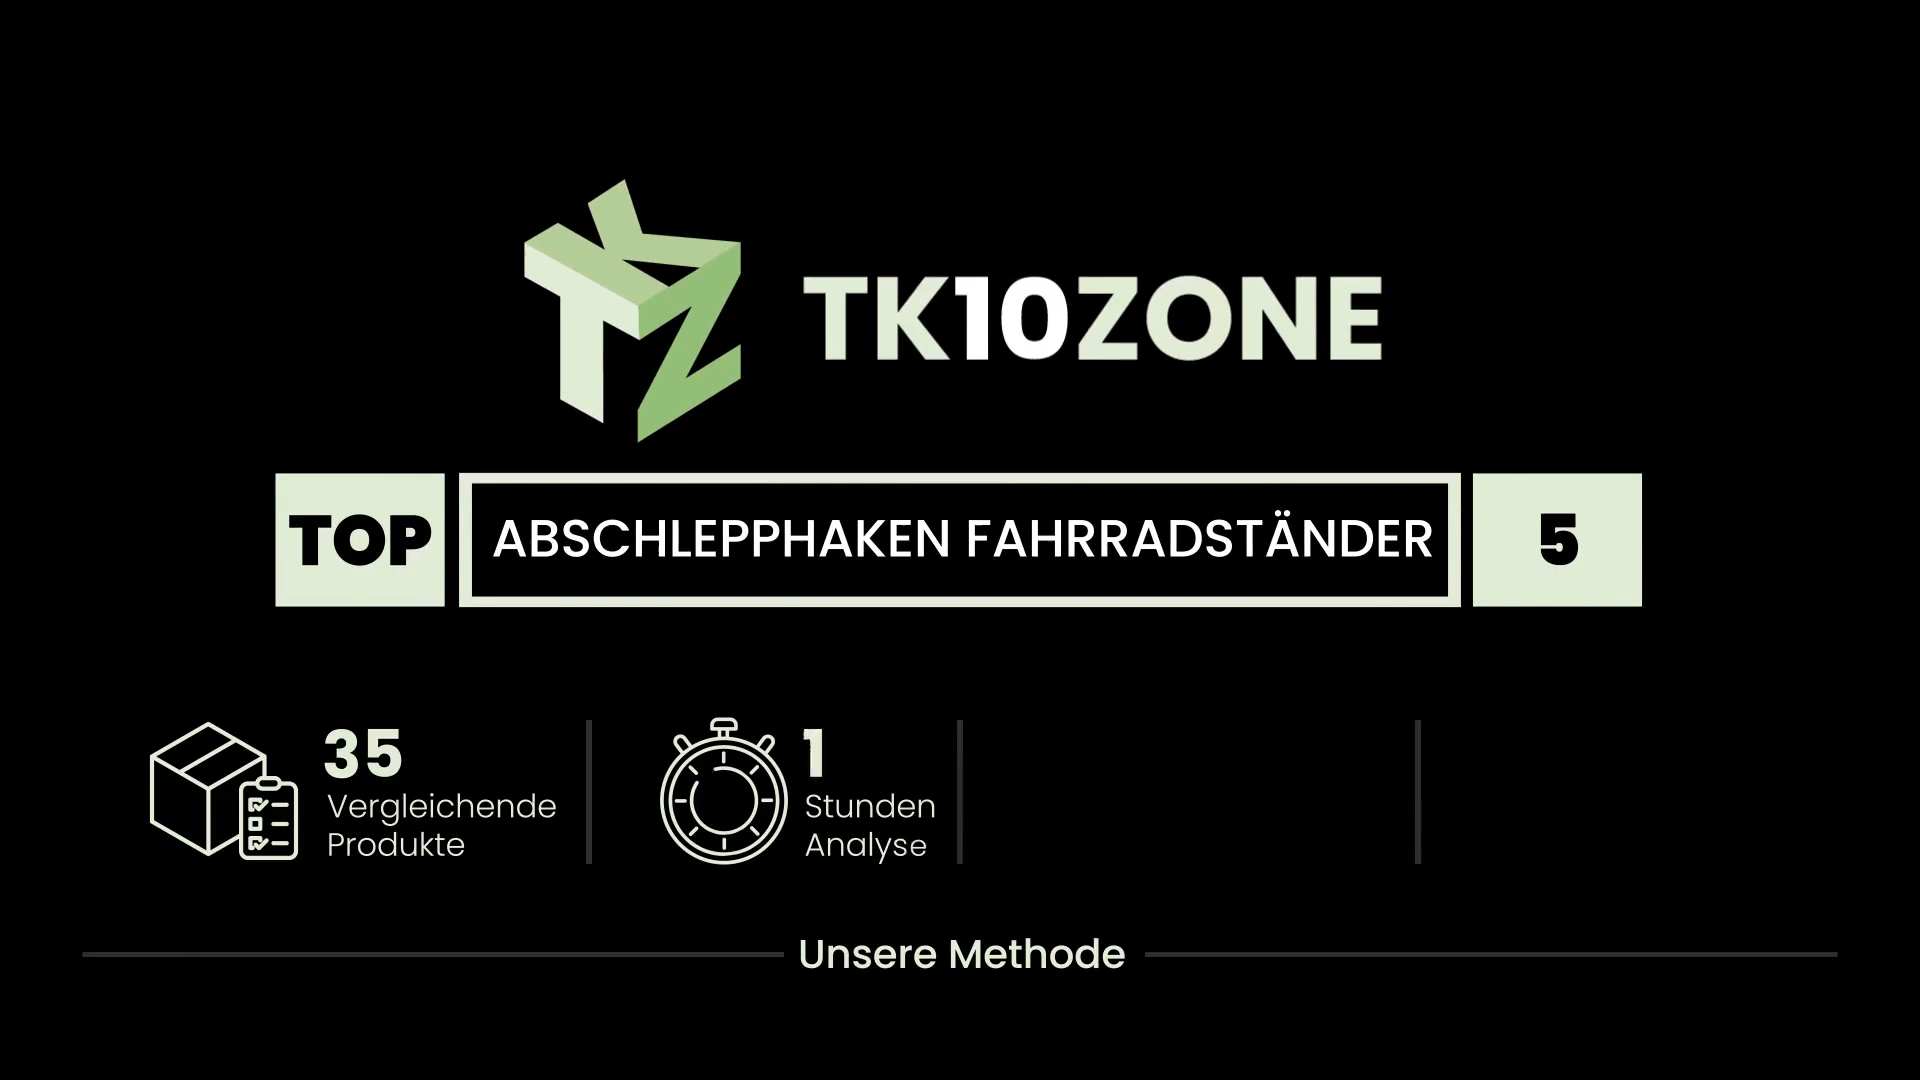 TK10ZONE
TOP ABSCHLEPPHAKEN FAHRRADSTÄNDER 5
35
Vergleichende
Produkte
1
Stunden
Analyse
Unsere Methode